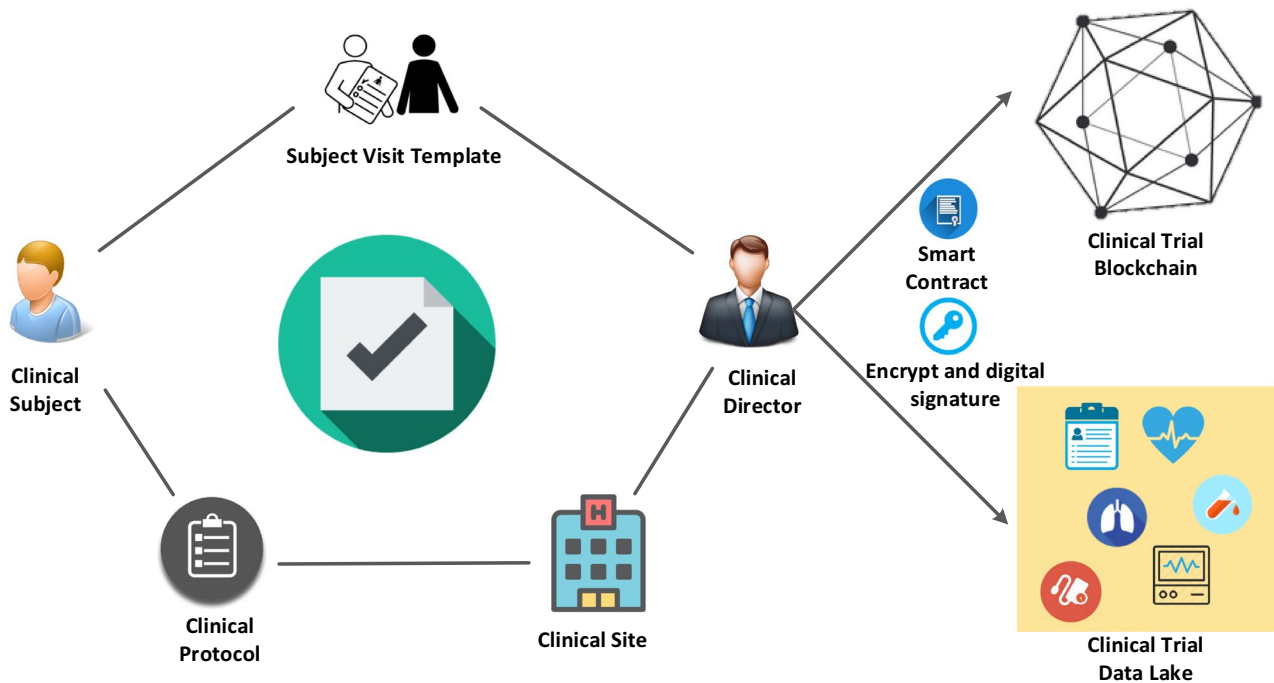 Subject Visit Template
Clinical Trial
Blockchain
Smart
Contract
Encrypt and digital
signature
Clinical
Subject
Clinical
Director
H
Clinical
Protocol
Clinical Site
Clinical Trial
Data Lake